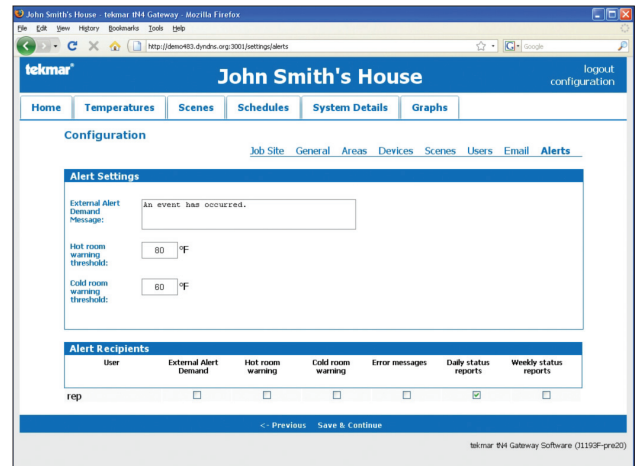 John Smith's House - tekmar tN4 Gateway - Mozilla Firefox
File Edit View History Bookmarks Tools Help
http://demo483.dyndns.org:3001/settings/alerts
G Google
tekmar®
John Smith's House
logout
configuration
Home Temperatures Scenes Schedules System Details Graphs
Configuration
Job Site General Areas Devices Scenes Users Email Alerts
Alert Settings
External Alert
Demand
Message:
An event has occurred.
Hot room
warning
threshold:
80 °F
Cold room
warning
threshold:
60 °F
Alert Recipients
User External Alert Demand Hot room warning Cold room warning Error messages Daily status reports Weekly status reports
rep
<- Previous Save & Continue
tekmar tN4 Gateway Software (J1193F-pre20)